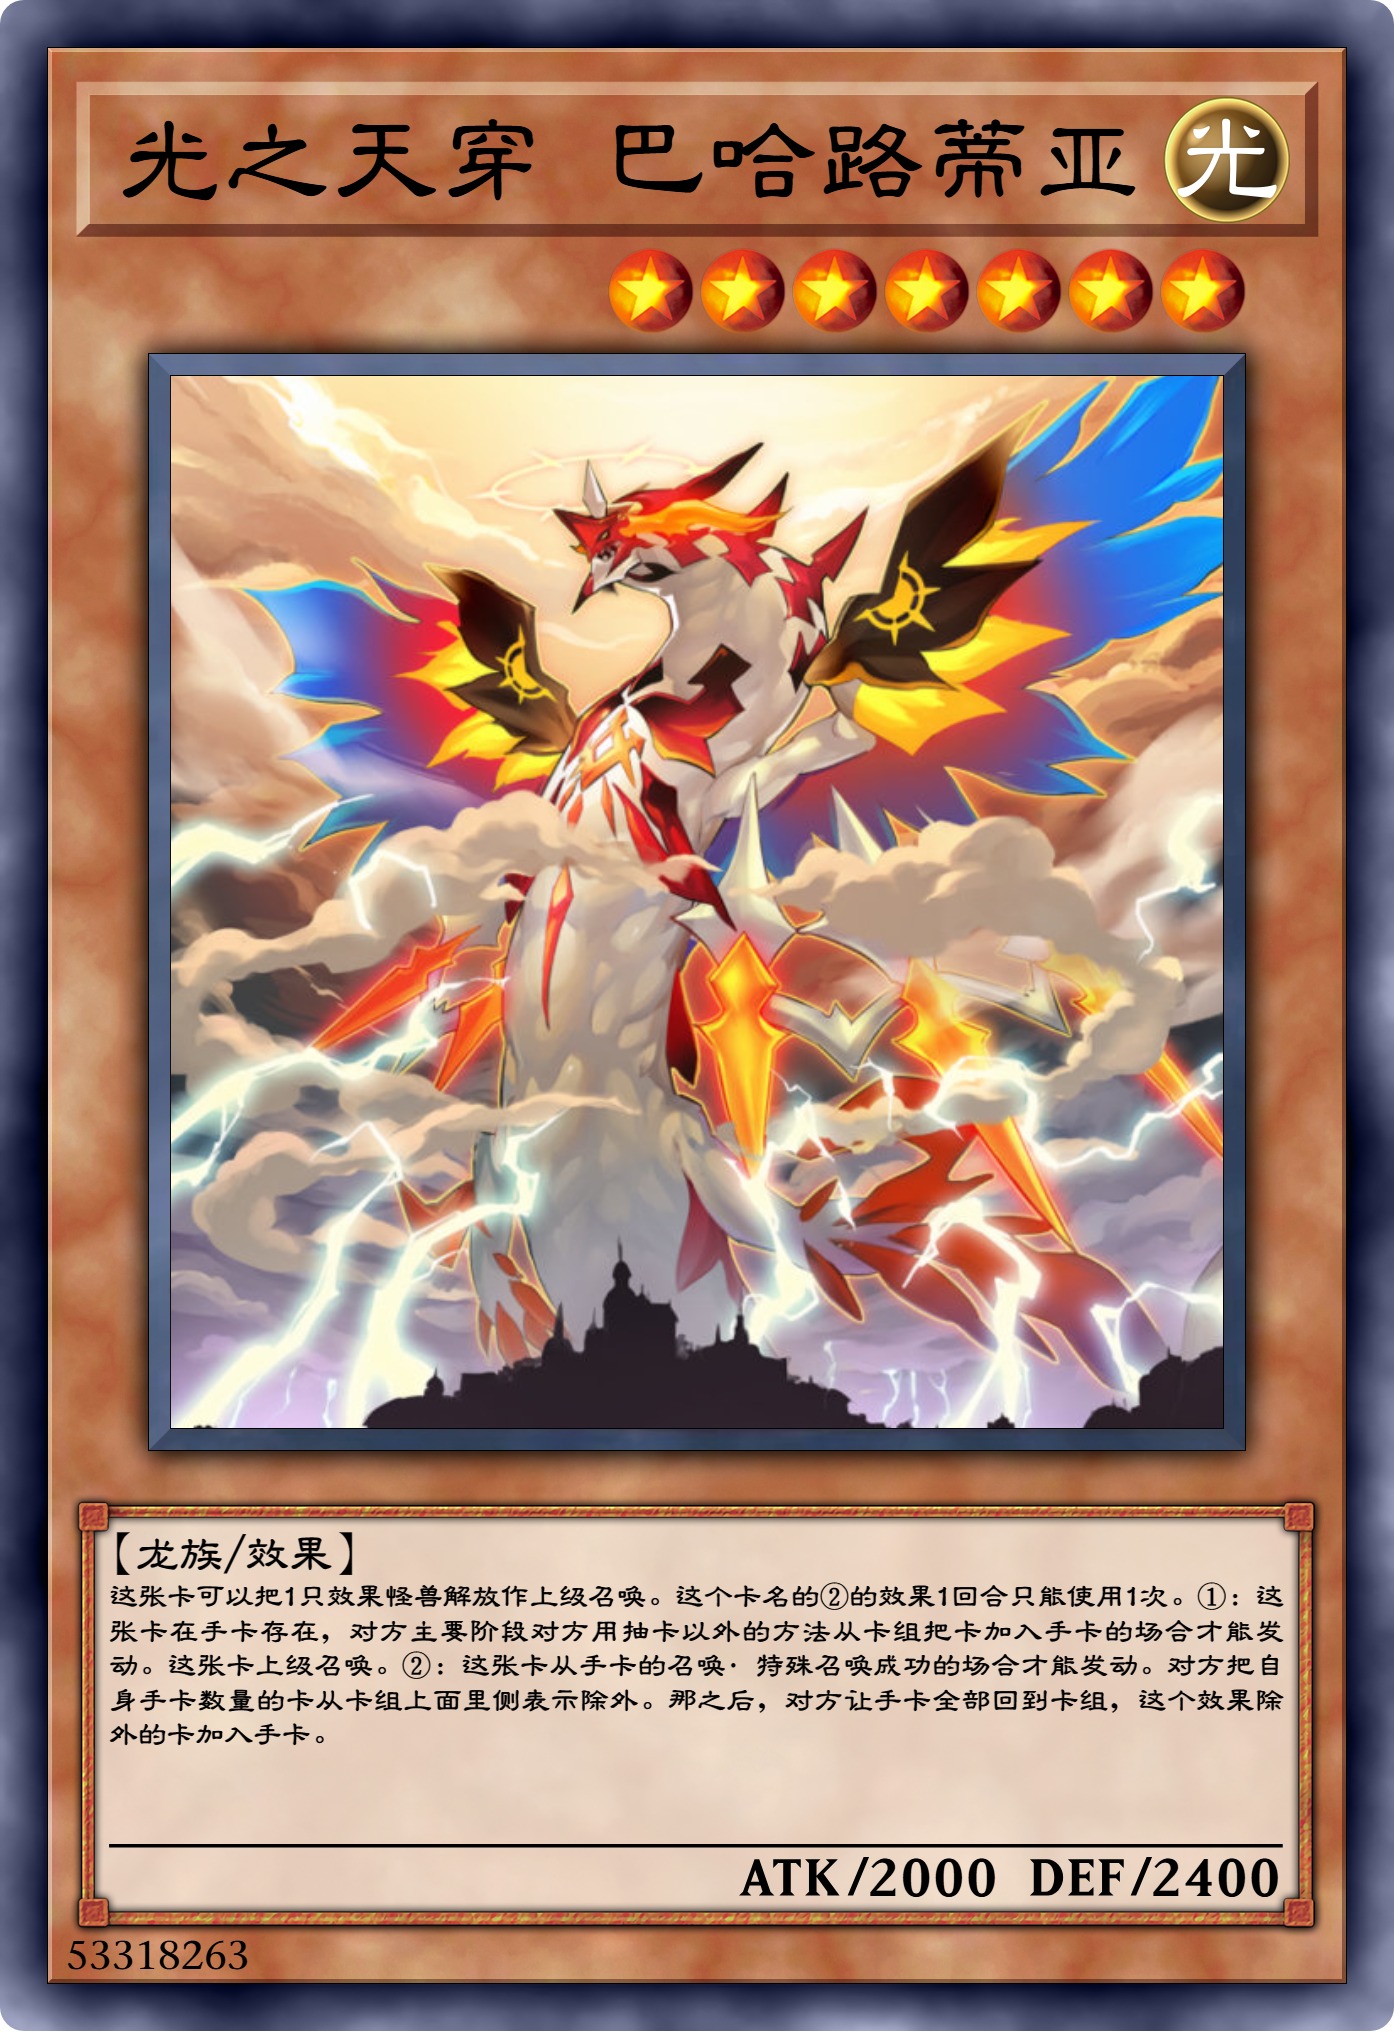 光之天穿 巴哈路蒂亚 光
【龙族/效果】
这张卡可以把1只效果怪兽解放作上级召唤。这个卡名的②的效果1回合只能使用1次。①：这
张卡在手卡存在，对方主要阶段对方用抽卡以外的方法从卡组把卡加入手卡的场合才能发
动。这张卡上级召唤。②：这张卡从手卡的召唤·特殊召唤成功的场合才能发动。对方把自
身手卡数量的卡从卡组上面里侧表示除外。那之后，对方让手卡全部回到卡组，这个效果除
外的卡加入手卡。
ATK/2000 DEF/2400
53318263